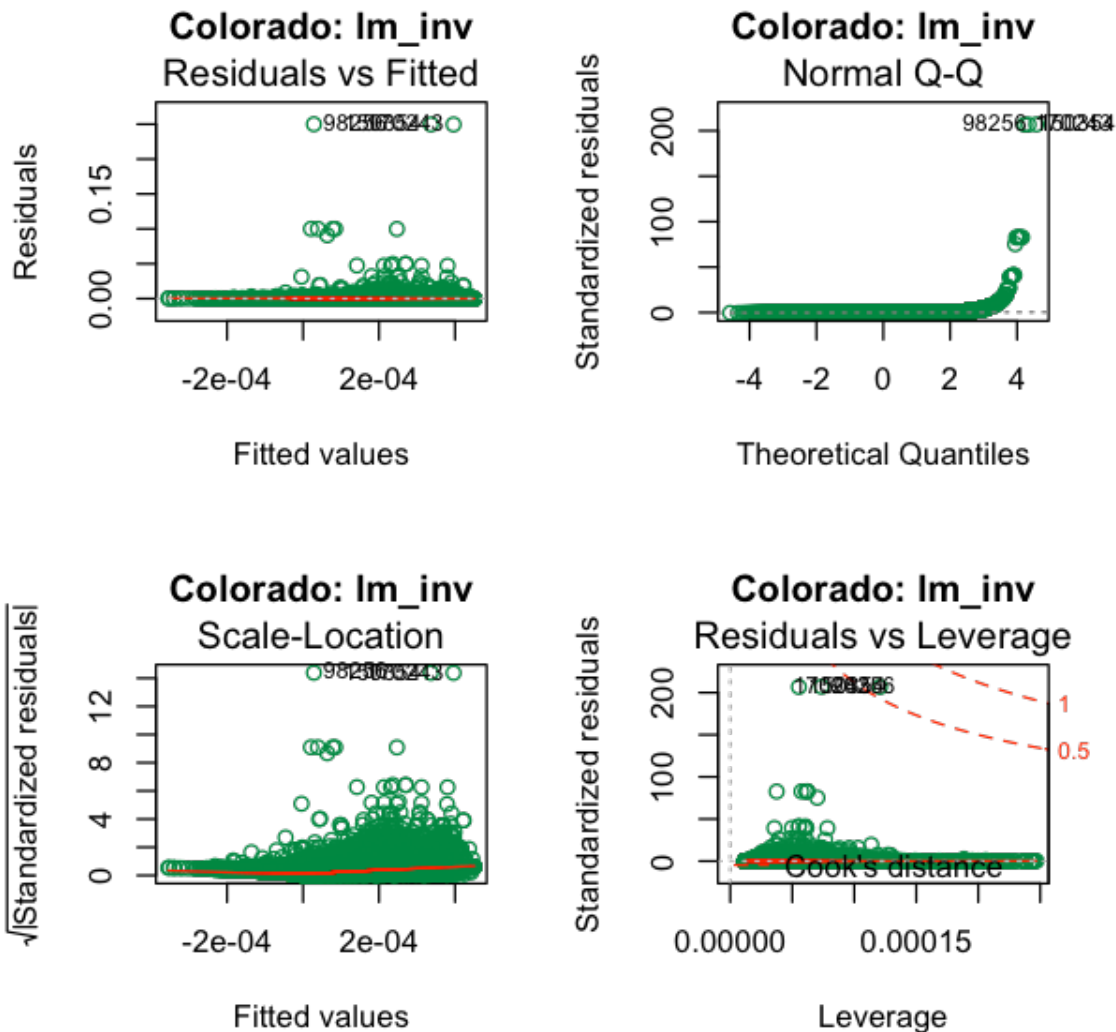 Colorado: lm_inv
Residuals vs Fitted
Residuals
0.00 0.15
-2e-04 2e-04
Fitted values
Colorado: lm_inv
Normal Q-Q
Standardized residuals
0 100 200
98256
-4 -2 0 2 4
Theoretical Quantiles
Colorado: lm_inv
Scale-Location
√|Standardized residuals|
0 4 8 12
-2e-04 2e-04
Fitted values
Colorado: lm_inv
Residuals vs Leverage
Standardized residuals
0 100 200
1
0.5
Cook's distance
0.00000 0.00015
Leverage